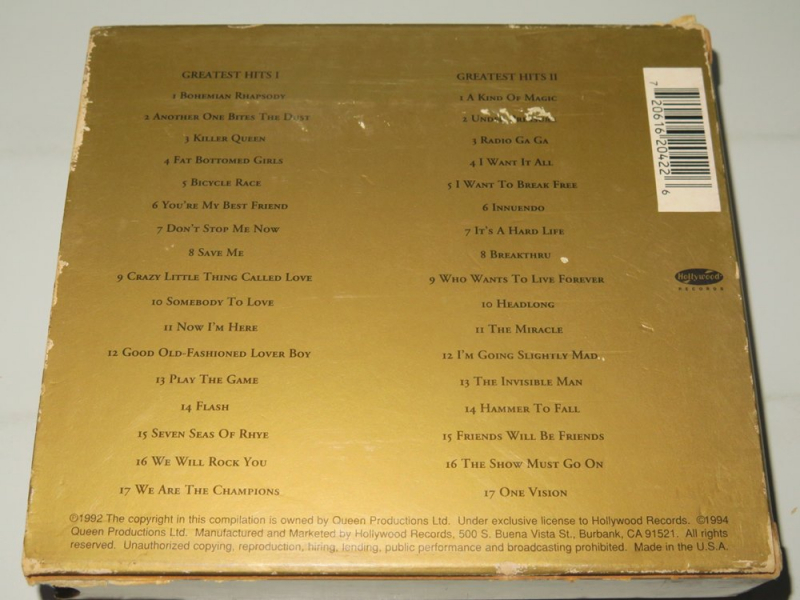 GREATEST HITS I
1 BOHEMIAN RHAPSODY
2 ANOTHER ONE BITES THE DUST
3 KILLER QUEEN
4 FAT BOTTOMED GIRLS
5 BICYCLE RACE
6 YOU'RE MY BEST FRIEND
7 DON'T STOP ME NOW
8 SAVE ME
9 CRAZY LITTLE THING CALLED LOVE
10 SOMEBODY TO LOVE
11 NOW I'M HERE
12 GOOD OLD-FASHIONED LOVER BOY
13 PLAY THE GAME
14 FLASH
15 SEVEN SEAS OF RHYE
16 WE WILL ROCK YOU
17 WE ARE THE CHAMPIONS
GREATEST HITS II
1 A KIND OF MAGIC
2
3 RADIO GA GA
4 I WANT IT ALL
5 I WANT TO BREAK FREE
6 INNUENDO
7 IT'S A HARD LIFE
8 BREAKTHRU
9 WHO WANTS TO LIVE FOREVER
10 HEADLONG
11 THE MIRACLE
12 I'M GOING SLIGHTLY MAD
13 THE INVISIBLE MAN
14 HAMMER TO FALL
15 FRIENDS WILL BE FRIENDS
16 THE SHOW MUST GO ON
17 ONE VISION
7 20616 20422 6
Hollywood
RECORDS
℗1992 The copyright in this compilation is owned by Queen Productions Ltd. Under exclusive license to Hollywood Records. ©1994
Queen Productions Ltd. Manufactured and Marketed by Hollywood Records, 500 S. Buena Vista St., Burbank, CA 91521. All rights
reserved. Unauthorized copying, reproduction, hiring, lending, public performance and broadcasting prohibited. Made in the U.S.A.